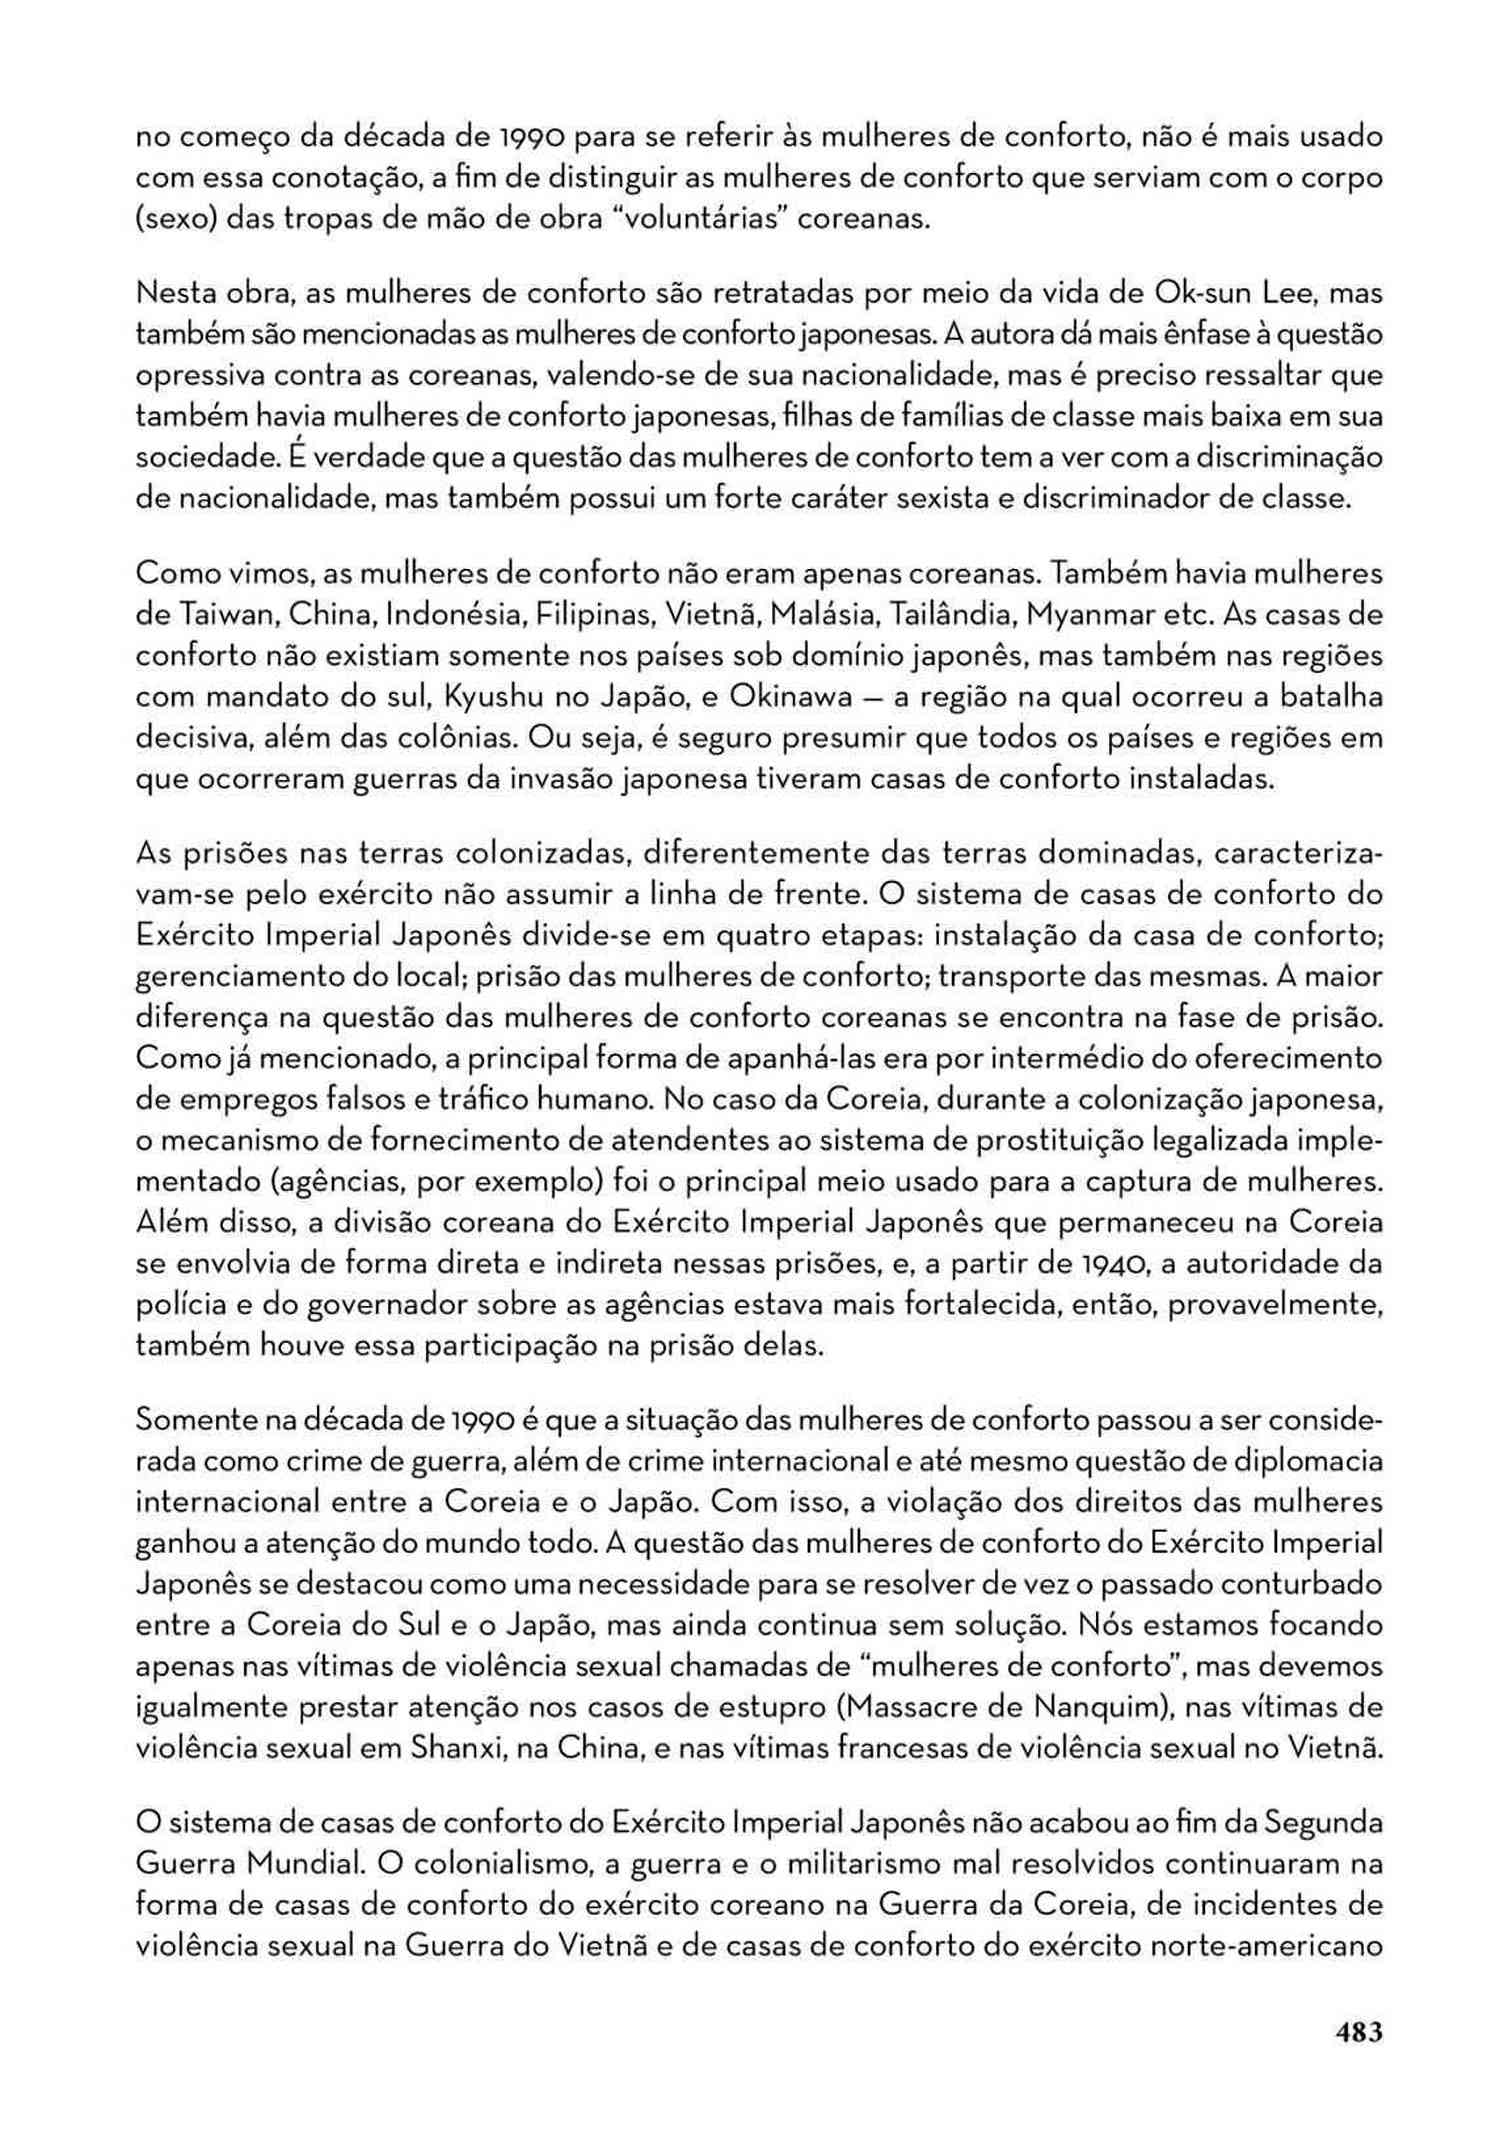 no começo da década de 1990 para se referir às mulheres de conforto, não é mais usado
com essa conotação, a fim de distinguir as mulheres de conforto que serviam com o corpo
(sexo) das tropas de mão de obra “voluntárias” coreanas.
Nesta obra, as mulheres de conforto são retratadas por meio da vida de Ok-sun Lee, mas
também são mencionadas as mulheres de conforto japonesas. A autora dá mais ênfase à questão
opressiva contra as coreanas, valendo-se de sua nacionalidade, mas é preciso ressaltar que
também havia mulheres de conforto japonesas, filhas de famílias de classe mais baixa em sua
sociedade. É verdade que a questão das mulheres de conforto tem a ver com a discriminação
de nacionalidade, mas também possui um forte caráter sexista e discriminador de classe.
Como vimos, as mulheres de conforto não eram apenas coreanas. Também havia mulheres
de Taiwan, China, Indonésia, Filipinas, Vietnã, Malásia, Tailândia, Myanmar etc. As casas de
conforto não existiam somente nos países sob domínio japonês, mas também nas regiões
com mandato do sul, Kyushu no Japão, e Okinawa — a região na qual ocorreu a batalha
decisiva, além das colônias. Ou seja, é seguro presumir que todos os países e regiões em
que ocorreram guerras da invasão japonesa tiveram casas de conforto instaladas.
As prisões nas terras colonizadas, diferentemente das terras dominadas, caracteriza-
vam-se pelo exército não assumir a linha de frente. O sistema de casas de conforto do
Exército Imperial Japonês divide-se em quatro etapas: instalação da casa de conforto;
gerenciamento do local; prisão das mulheres de conforto; transporte das mesmas. A maior
diferença na questão das mulheres de conforto coreanas se encontra na fase de prisão.
Como já mencionado, a principal forma de apanhá-las era por intermédio do oferecimento
de empregos falsos e tráfico humano. No caso da Coreia, durante a colonização japonesa,
o mecanismo de fornecimento de atendentes ao sistema de prostituição legalizada imple-
mentado (agências, por exemplo) foi o principal meio usado para a captura de mulheres.
Além disso, a divisão coreana do Exército Imperial Japonês que permaneceu na Coreia
se envolvia de forma direta e indireta nessas prisões, e, a partir de 1940, a autoridade da
polícia e do governador sobre as agências estava mais fortalecida, então, provavelmente,
também houve essa participação na prisão delas.
Somente na década de 1990 é que a situação das mulheres de conforto passou a ser conside-
rada como crime de guerra, além de crime internacional e até mesmo questão de diplomacia
internacional entre a Coreia e o Japão. Com isso, a violação dos direitos das mulheres
ganhou a atenção do mundo todo. A questão das mulheres de conforto do Exército Imperial
Japonês se destacou como uma necessidade para se resolver de vez o passado conturbado
entre a Coreia do Sul e o Japão, mas ainda continua sem solução. Nós estamos focando
apenas nas vítimas de violência sexual chamadas de “mulheres de conforto”, mas devemos
igualmente prestar atenção nos casos de estupro (Massacre de Nanquim), nas vítimas de
violência sexual em Shanxi, na China, e nas vítimas francesas de violência sexual no Vietnã.
O sistema de casas de conforto do Exército Imperial Japonês não acabou ao fim da Segunda
Guerra Mundial. O colonialismo, a guerra e o militarismo mal resolvidos continuaram na
forma de casas de conforto do exército coreano na Guerra da Coreia, de incidentes de
violência sexual na Guerra do Vietnã e de casas de conforto do exército norte-americano
483